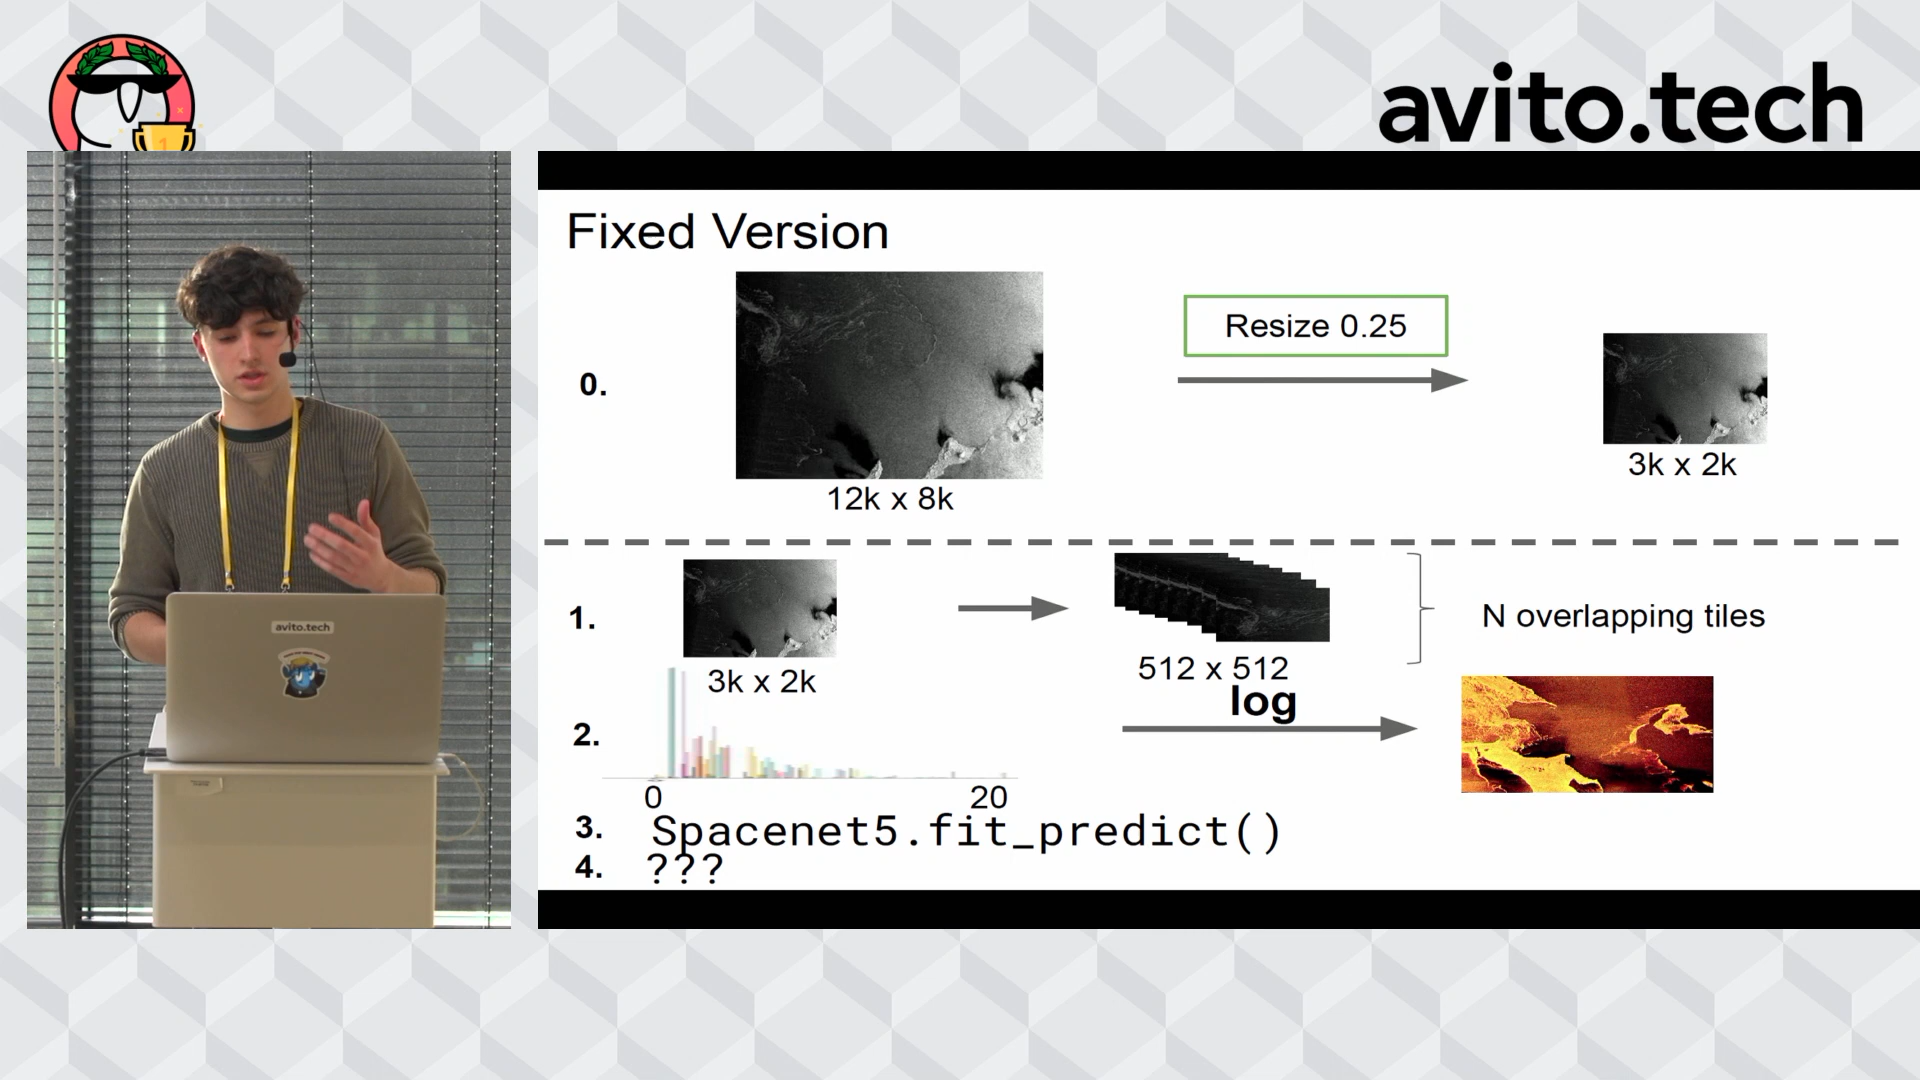 1
avito.tech
Fixed Version
0.
Resize 0.25
12k x 8k
3k x 2k
1.
3k x 2k
512 x 512
N overlapping tiles
2.
log
0
20
3.
Spacenet5.fit_predict()
4.
???
avito.tech